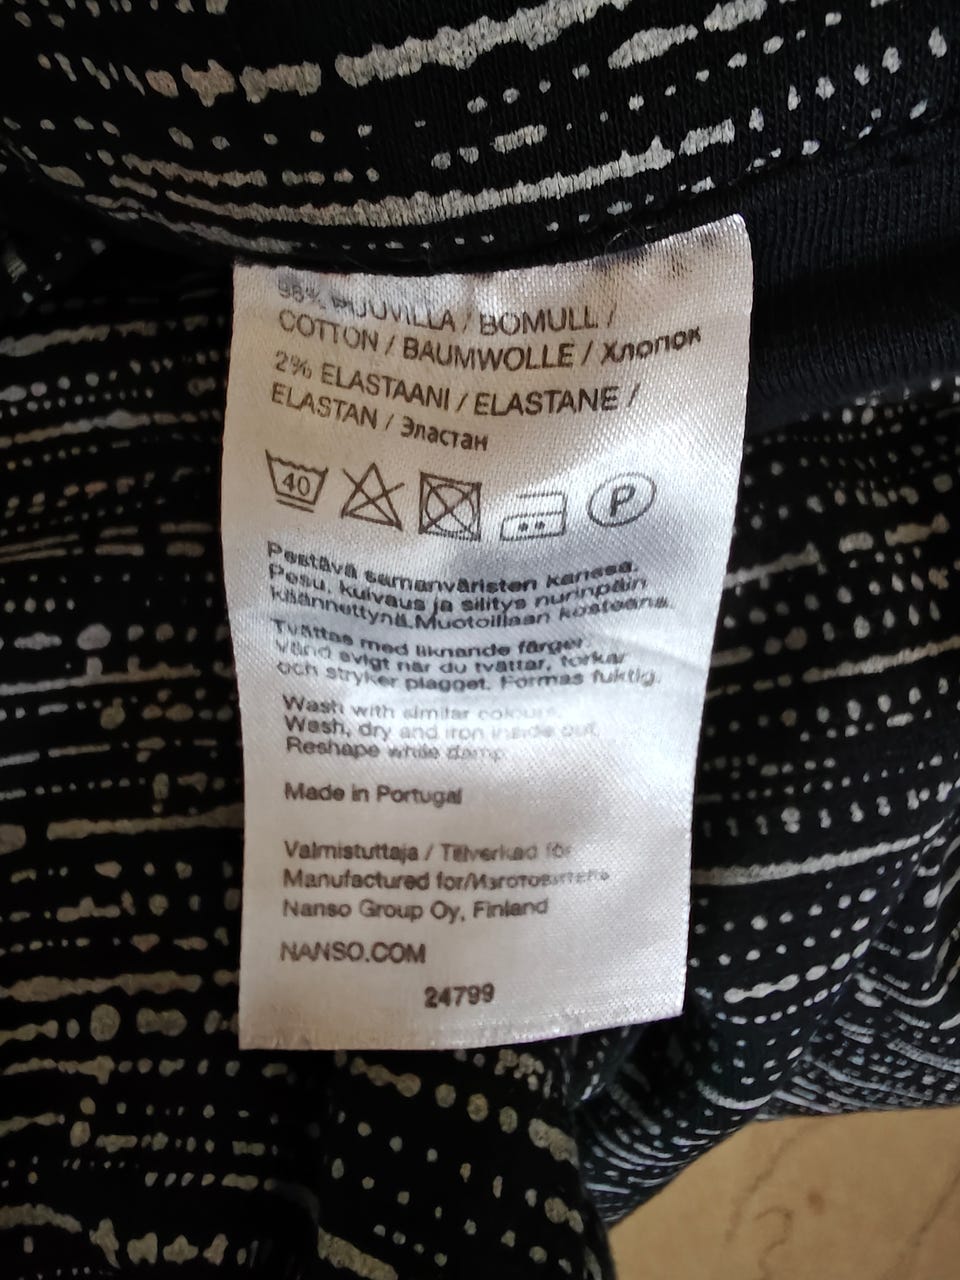 98% PUUVILLA / BOMULL /
COTTON / BAUMWOLLE / Хлопок
2% ELASTAANI / ELASTANE /
ELASTAN / Эластан
40
P
Pestävä samanväristen kanssa.
Pesu, kuivaus ja silitys nurinpäin
käännettynä.Muotoillaan kosteana.
Tvättas med liknande färger.
Vänd avigt när du tvättar, torkar
och stryker plagget. Formas fuktig.
Wash with similar colours.
Wash, dry and iron inside out.
Reshape while damp.
Made in Portugal
Valmistuttaja / Tillverkad för
Manufactured for/Изготовитель
Nanso Group Oy, Finland
NANSO.COM
24799